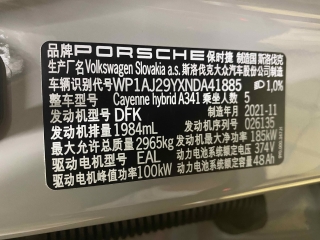 品牌 PORSCHE 保时捷 制造国 斯洛伐克
生产厂名 Volkswagen Slovakia a.s. 斯洛伐克大众汽车股份公司制造
车辆识别代号 WP1AJ29YXNDA41885 1,0%
整车型号 Cayenne hybrid A341 乘坐人数 5
发动机型号 DFK 制造年月 2021-11
发动机排量 1984mL 发动机序号 026135
最大允许总质量 2965kg 发动机最大净功率 185kW
驱动电机型号 EAL 动力电池系统额定电压 374V
驱动电机峰值功率 100kW 动力电池系统额定容量 48Ah